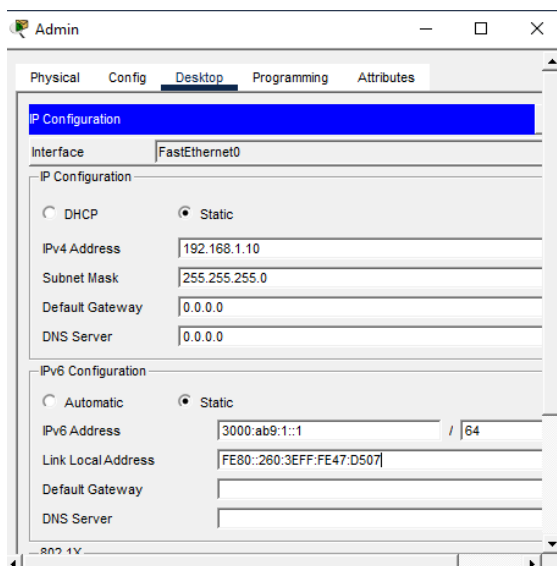 Admin
Physical Config Desktop Programming Attributes
IP Configuration
Interface FastEthernet0
IP Configuration
DHCP Static
IPv4 Address 192.168.1.10
Subnet Mask 255.255.255.0
Default Gateway 0.0.0.0
DNS Server 0.0.0.0
IPv6 Configuration
Automatic Static
IPv6 Address 3000:ab9:1::1 / 64
Link Local Address FE80::260:3EFF:FE47:D507
Default Gateway
DNS Server
802.1X